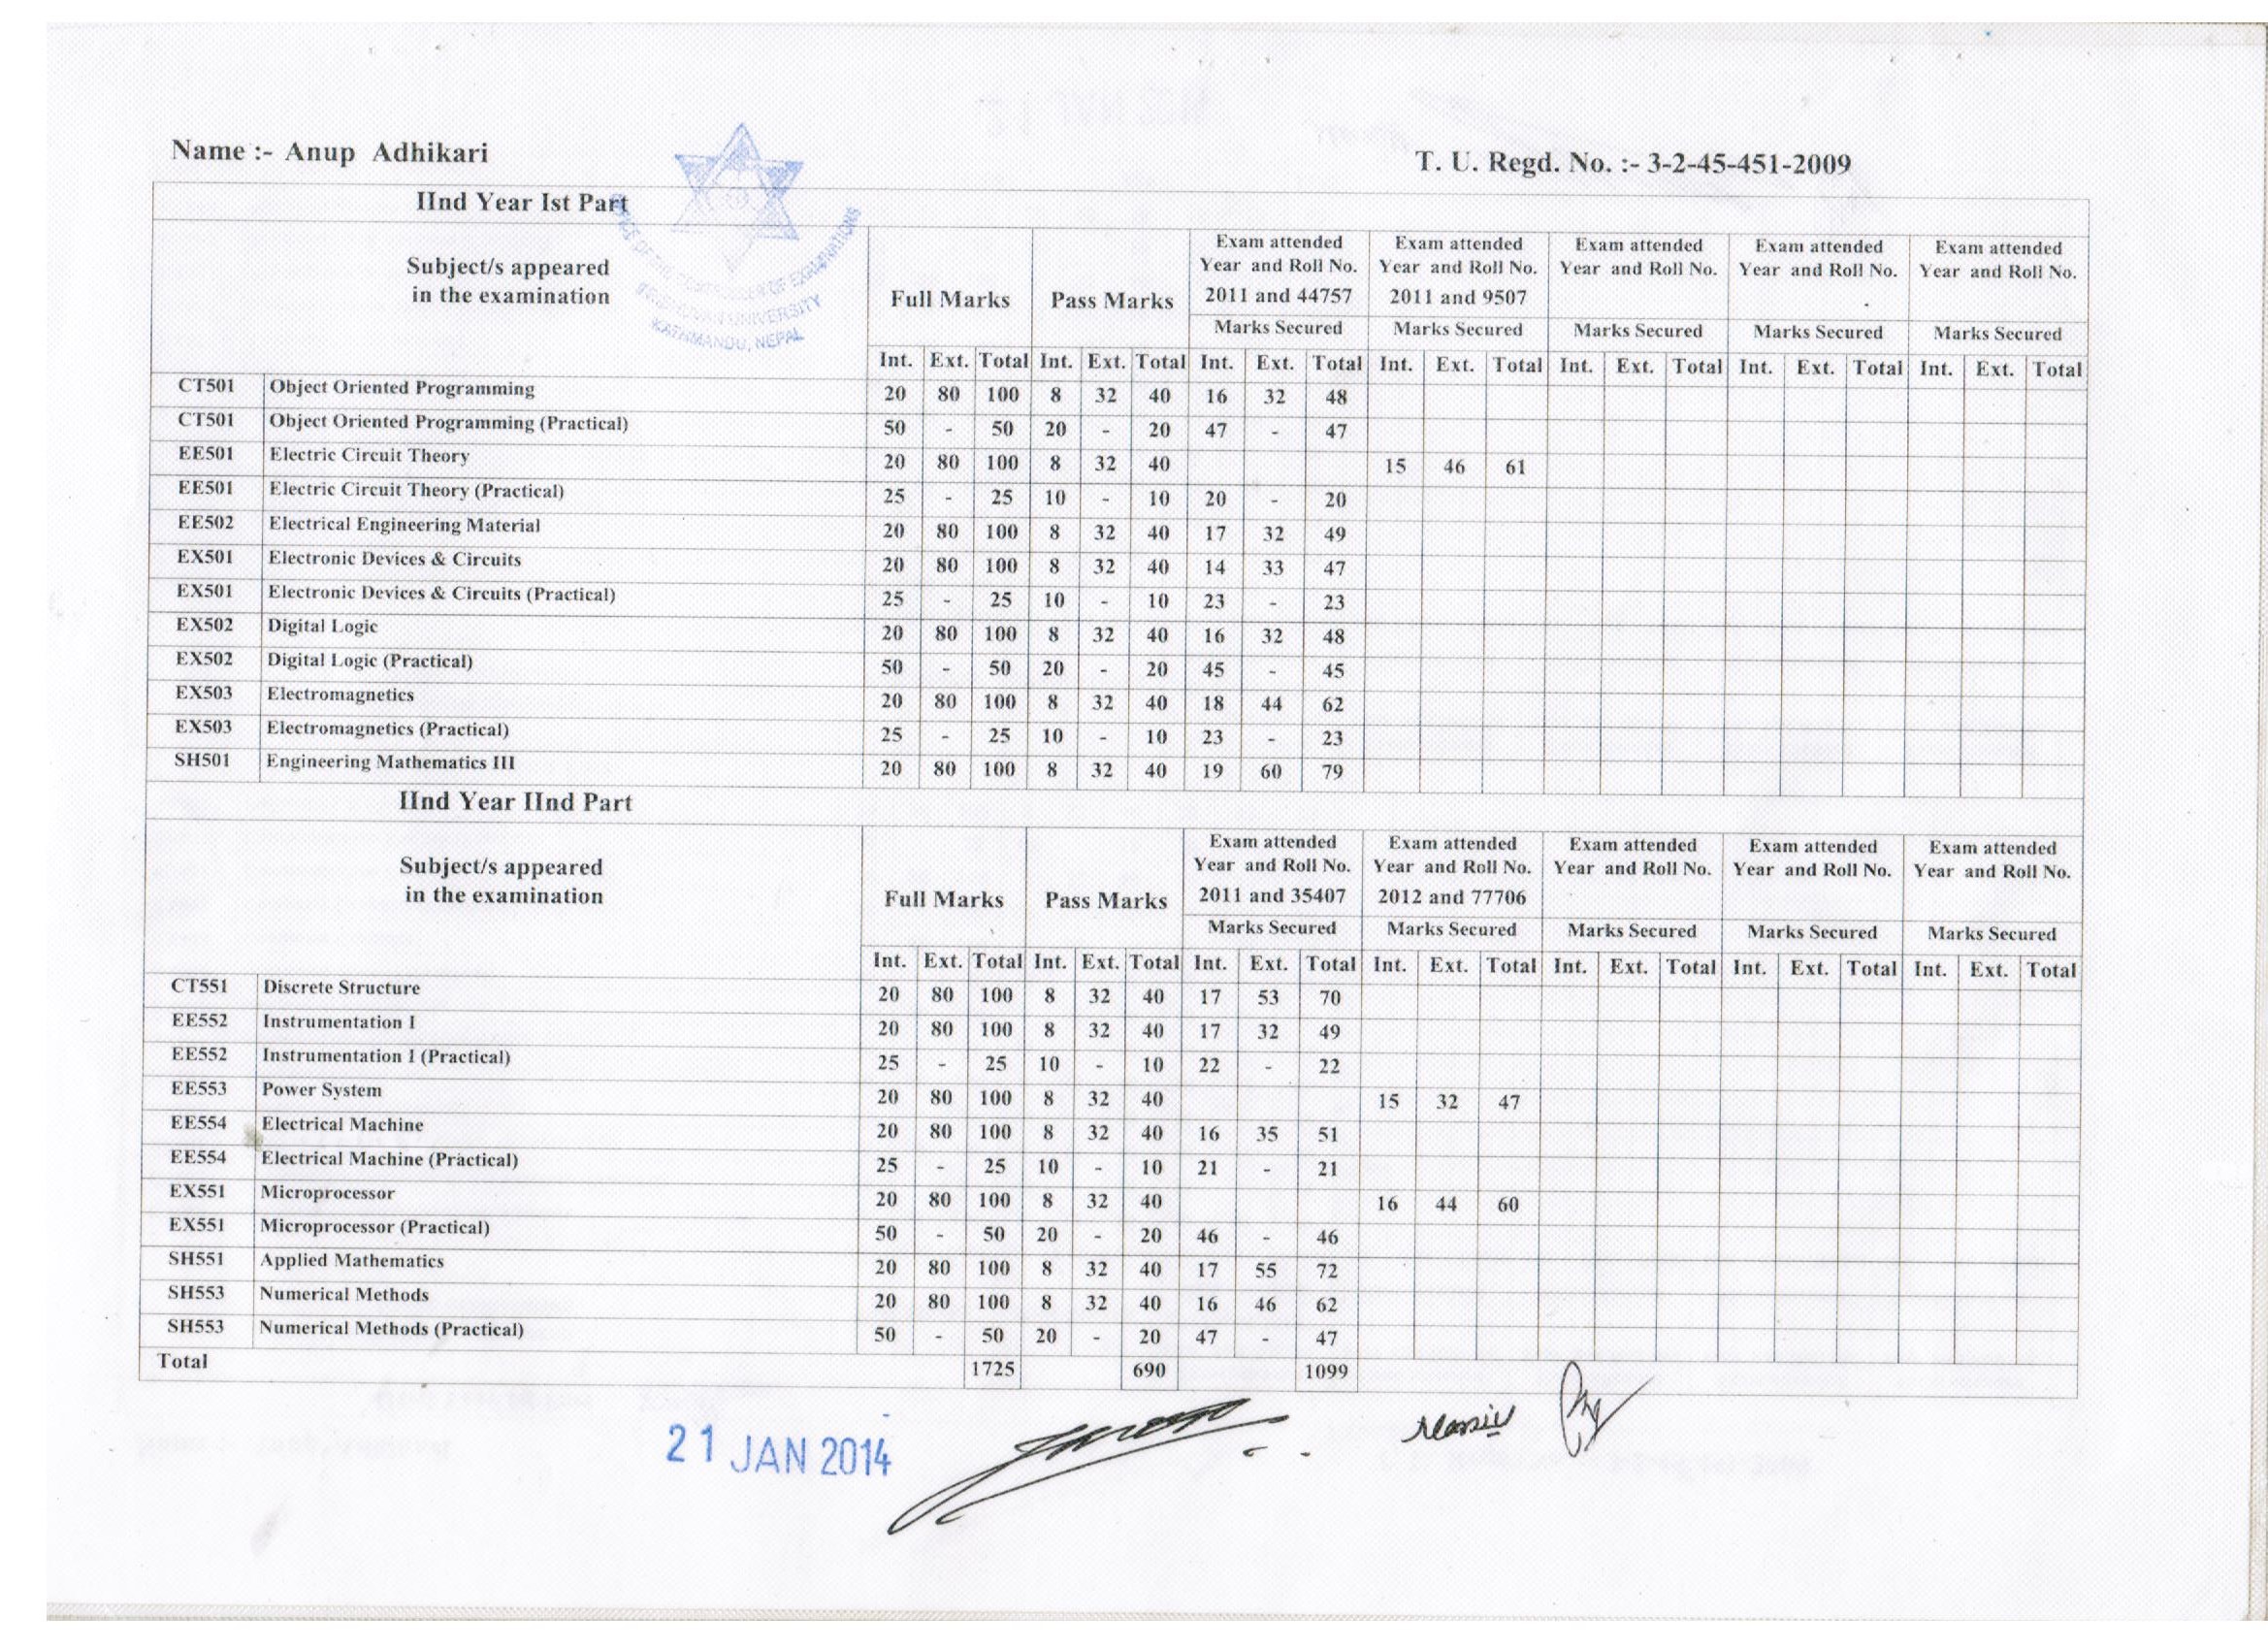 Name :- Anup Adhikari
T. U. Regd. No. :- 3-2-45-451-2009
OFFICE OF THE CONTROLLER OF EXAMINATIONS
TRIBHUVAN UNIVERSITY
KATHMANDU, NEPAL
IInd Year Ist Part
Subject/s appeared in the examination Full Marks Pass Marks Exam attended Year and Roll No. 2011 and 44757 Exam attended Year and Roll No. 2011 and 9507 Exam attended Year and Roll No. Exam attended Year and Roll No. Exam attended Year and Roll No.
Marks Secured Marks Secured Marks Secured Marks Secured Marks Secured
Int. Ext. Total Int. Ext. Total Int. Ext. Total Int. Ext. Total Int. Ext. Total Int. Ext. Total Int. Ext. Total
CT501 Object Oriented Programming 20 80 100 8 32 40 16 32 48
CT501 Object Oriented Programming (Practical) 50 - 50 20 - 20 47 - 47
EE501 Electric Circuit Theory 20 80 100 8 32 40 15 46 61
EE501 Electric Circuit Theory (Practical) 25 - 25 10 - 10 20 - 20
EE502 Electrical Engineering Material 20 80 100 8 32 40 17 32 49
EX501 Electronic Devices & Circuits 20 80 100 8 32 40 14 33 47
EX501 Electronic Devices & Circuits (Practical) 25 - 25 10 - 10 23 - 23
EX502 Digital Logic 20 80 100 8 32 40 16 32 48
EX502 Digital Logic (Practical) 50 - 50 20 - 20 45 - 45
EX503 Electromagnetics 20 80 100 8 32 40 18 44 62
EX503 Electromagnetics (Practical) 25 - 25 10 - 10 23 - 23
SH501 Engineering Mathematics III 20 80 100 8 32 40 19 60 79
IInd Year IInd Part
Subject/s appeared in the examination Full Marks Pass Marks Exam attended Year and Roll No. 2011 and 35407 Exam attended Year and Roll No. 2012 and 77706 Exam attended Year and Roll No. Exam attended Year and Roll No. Exam attended Year and Roll No.
Marks Secured Marks Secured Marks Secured Marks Secured Marks Secured
Int. Ext. Total Int. Ext. Total Int. Ext. Total Int. Ext. Total Int. Ext. Total Int. Ext. Total Int. Ext. Total
CT551 Discrete Structure 20 80 100 8 32 40 17 53 70
EE552 Instrumentation I 20 80 100 8 32 40 17 32 49
EE552 Instrumentation I (Practical) 25 - 25 10 - 10 22 - 22
EE553 Power System 20 80 100 8 32 40 15 32 47
EE554 Electrical Machine 20 80 100 8 32 40 16 35 51
EE554 Electrical Machine (Practical) 25 - 25 10 - 10 21 - 21
EX551 Microprocessor 20 80 100 8 32 40 16 44 60
EX551 Microprocessor (Practical) 50 - 50 20 - 20 46 - 46
SH551 Applied Mathematics 20 80 100 8 32 40 17 55 72
SH553 Numerical Methods 20 80 100 8 32 40 16 46 62
SH553 Numerical Methods (Practical) 50 - 50 20 - 20 47 - 47
Total 1725 690 1099
21 JAN 2014